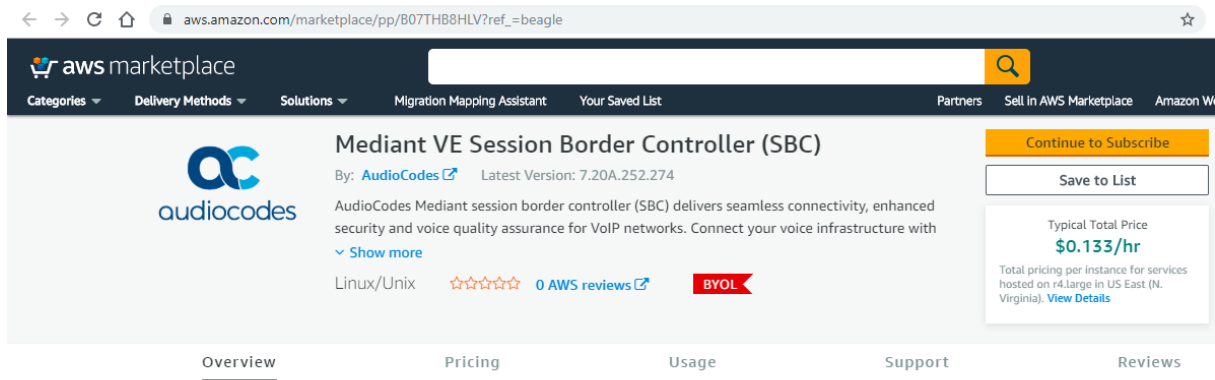 aws.amazon.com/marketplace/pp/B07THB8HLV?ref_=beagle
aws marketplace
Categories Delivery Methods Solutions Migration Mapping Assistant Your Saved List Partners Sell in AWS Marketplace Amazon W
audiocodes
Mediant VE Session Border Controller (SBC)
By: AudioCodes Latest Version: 7.20A.252.274
AudioCodes Mediant session border controller (SBC) delivers seamless connectivity, enhanced
security and voice quality assurance for VoIP networks. Connect your voice infrastructure with
Show more
Linux/Unix 0 AWS reviews BYOL
Continue to Subscribe
Save to List
Typical Total Price
$0.133/hr
Total pricing per instance for services
hosted on r4.large in US East (N.
Virginia). View Details
Overview Pricing Usage Support Reviews